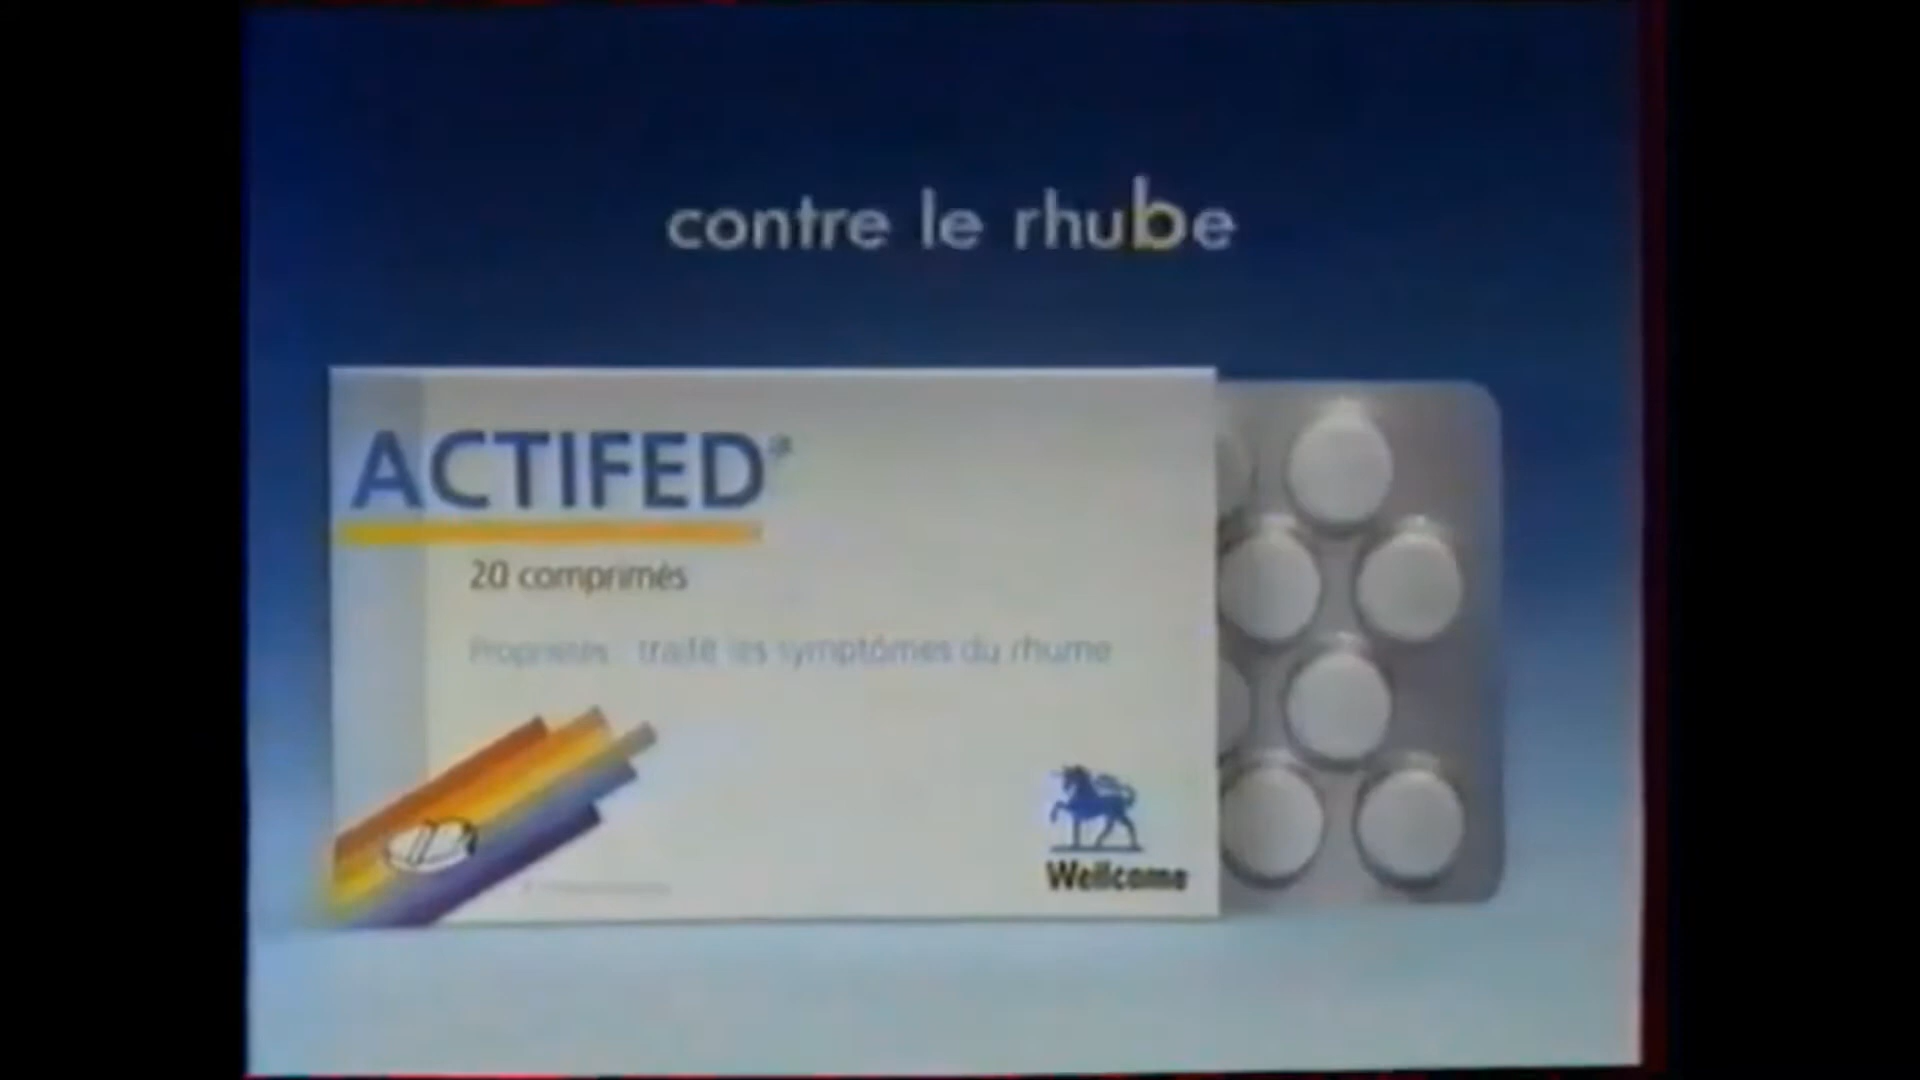 contre le rhube
ACTIFED®
20 comprimés
Propriétés : traite les symptômes du rhume
Wellcome